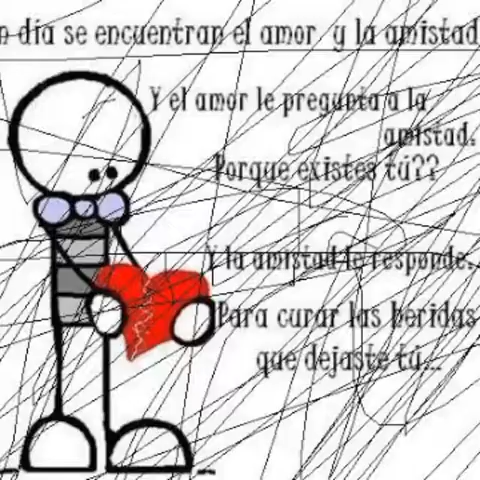 n día se encuentran el amor y la amistad
Y el amor le pregunta a la
amistad.
Porque existes tú??
Y la amistad le responde.
Para curar las heridas
que dejaste tú...